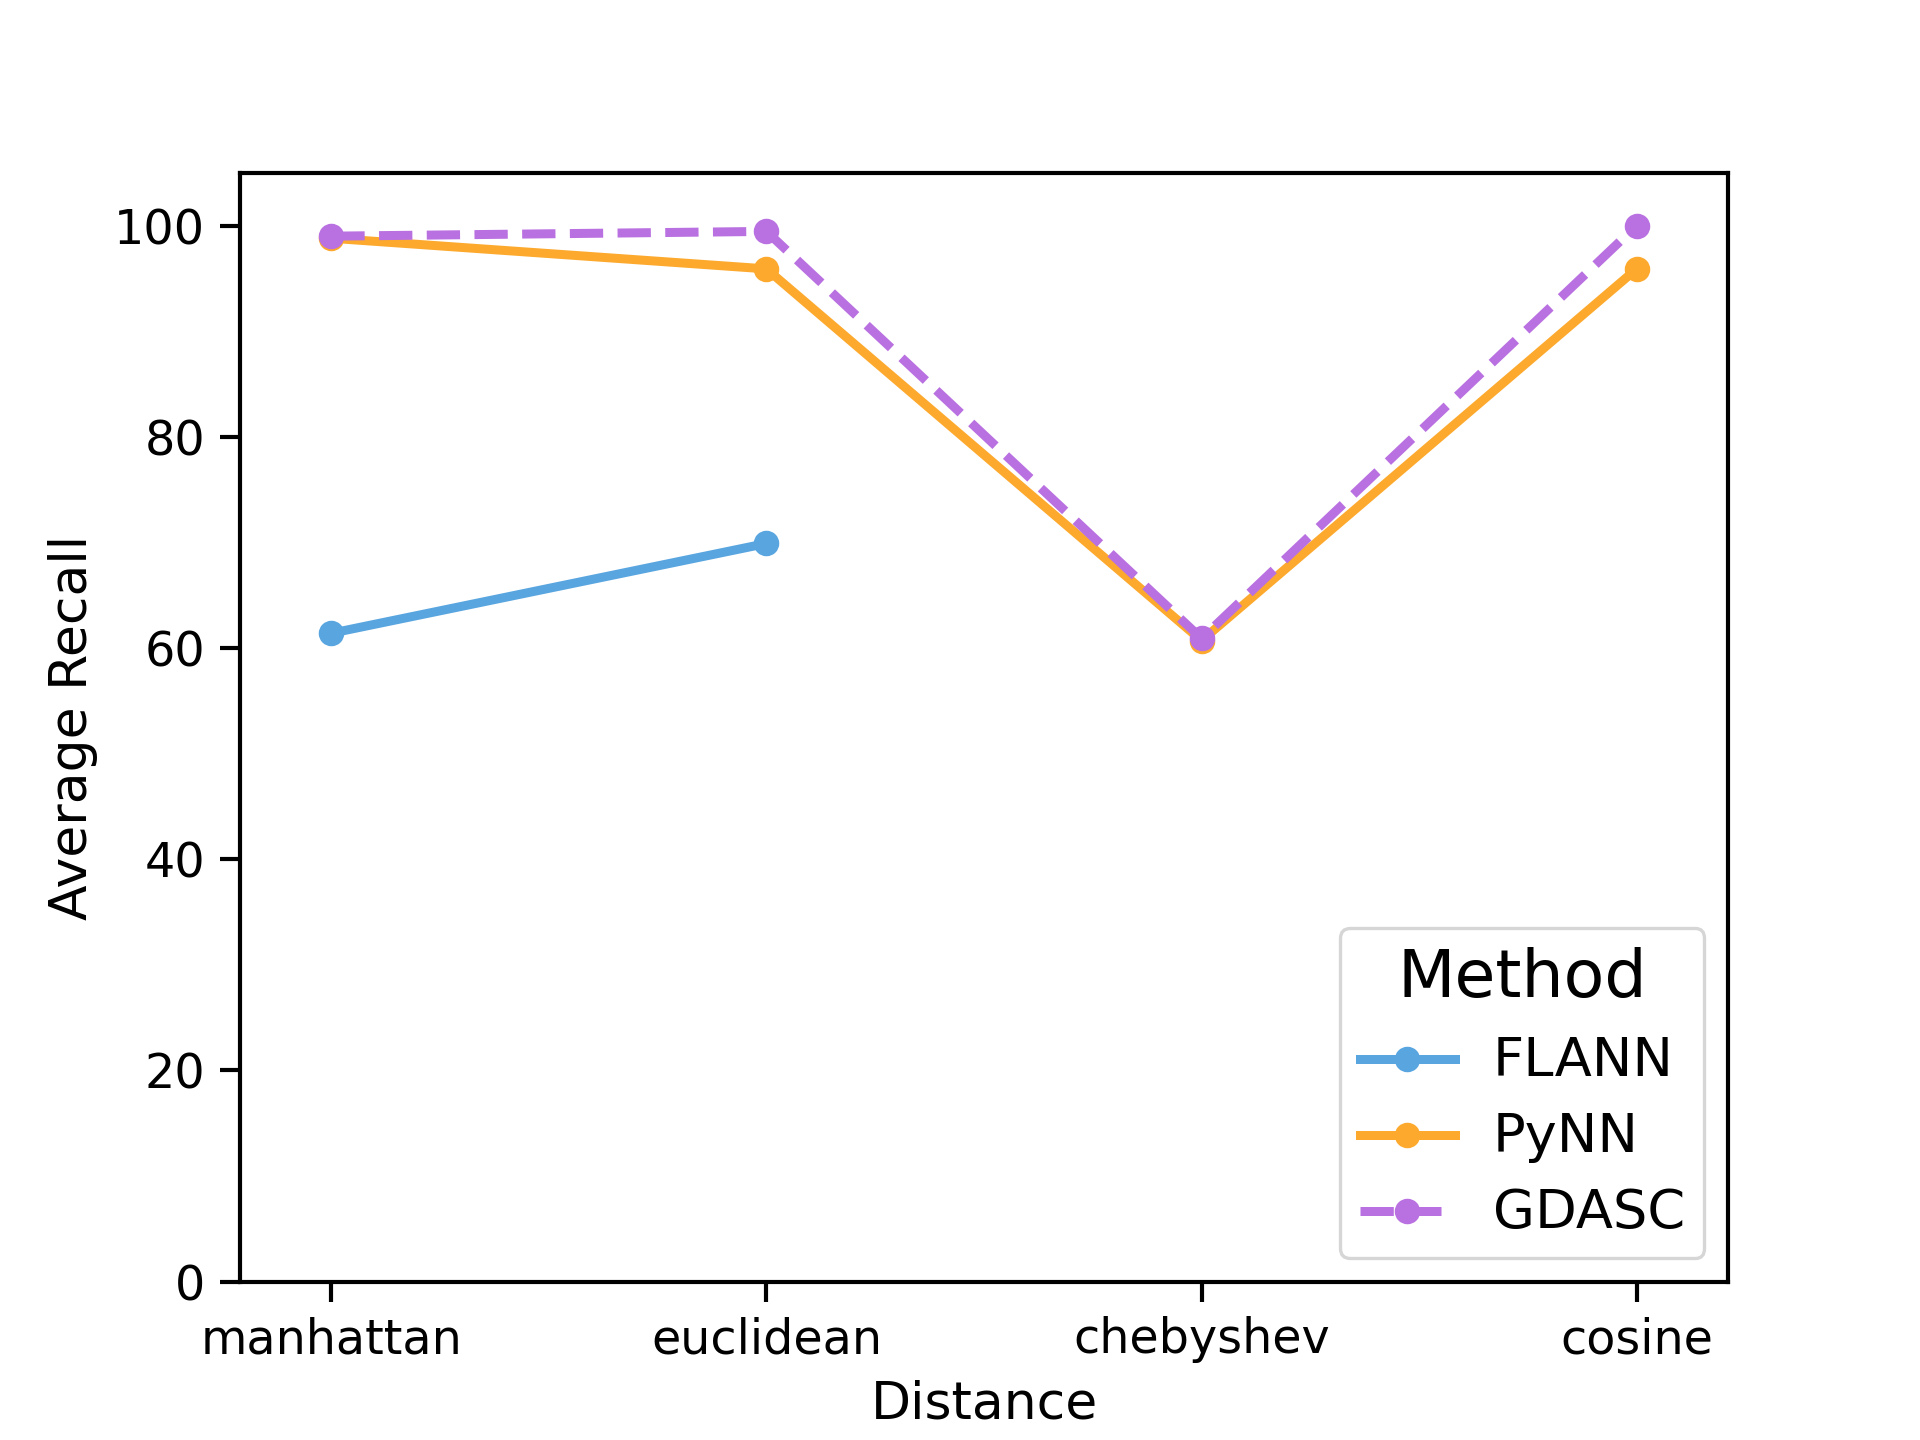 100
80
60
40
20
0
Average Recall
manhattan euclidean chebyshev cosine
Distance
Method
FLANN
PyNN
GDASC